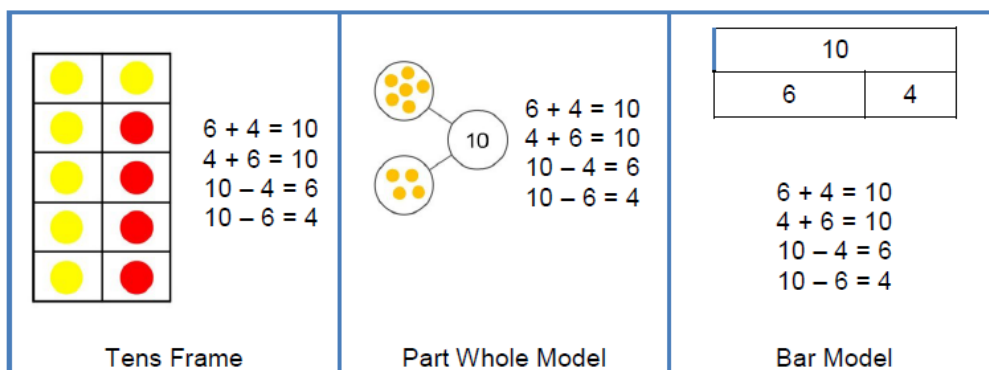 6 + 4 = 10
4 + 6 = 10
10 – 4 = 6
10 – 6 = 4
Tens Frame
10
6 + 4 = 10
4 + 6 = 10
10 – 4 = 6
10 – 6 = 4
Part Whole Model
10
6 4
6 + 4 = 10
4 + 6 = 10
10 – 4 = 6
10 – 6 = 4
Bar Model